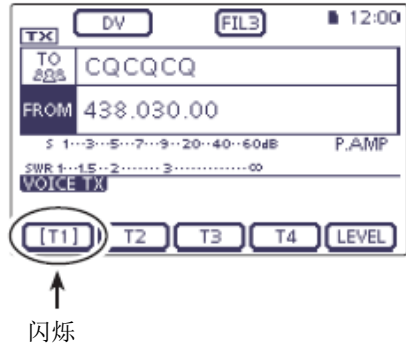 DV FIL3 12:00
TX
TO CQCQCQ
FROM 438.030.00
S 1··3··5··7··9··20··40··60dB P.AMP
SWR 1··1.5··2······3············∞
VOICE TX
[T1] T2 T3 T4 LEVEL
闪烁